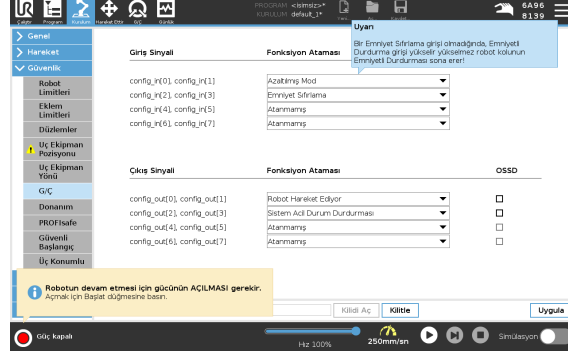 UR
PROGRAM <isimsiz>*
KURULUM default_1*
6A96
8139
Çalıştır Program Kurulum Hareket Ettir G/Ç Günlük
Uyarı
Bir Emniyet Sıfırlama girişi olmadığında, Emniyetli
Durdurma girişi yükselir yükselmez robot kolunun
Emniyetli Durdurması sona erer!
Genel
Hareket
Güvenlik
Robot
Limitleri
Eklem
Limitleri
Düzlemler
Uç Ekipman
Pozisyonu
Uç Ekipman
Yönü
G/Ç
Donanım
PROFIsafe
Güvenli
Başlangıç
Üç Konumlu
Giriş Sinyali Fonksiyon Ataması
config_in[0], config_in[1] Azaltılmış Mod
config_in[2], config_in[3] Emniyet Sıfırlama
config_in[4], config_in[5] Atanmamış
config_in[6], config_in[7] Atanmamış
Çıkış Sinyali Fonksiyon Ataması OSSD
config_out[0], config_out[1] Robot Hareket Ediyor
config_out[2], config_out[3] Sistem Acil Durum Durdurması
config_out[4], config_out[5] Atanmamış
config_out[6], config_out[7] Atanmamış
Robotun devam etmesi için gücünün AÇILMASI gerekir.
Açmak için Başlat düğmesine basın.
Kilidi Aç Kilitle Uygula
Güç kapalı
Hız 100%
250mm/sn
Simülasyon